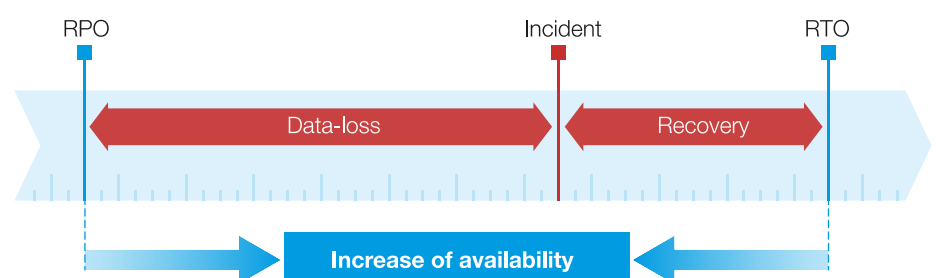 RPO
Incident
RTO
Data-loss
Recovery
Increase of availability